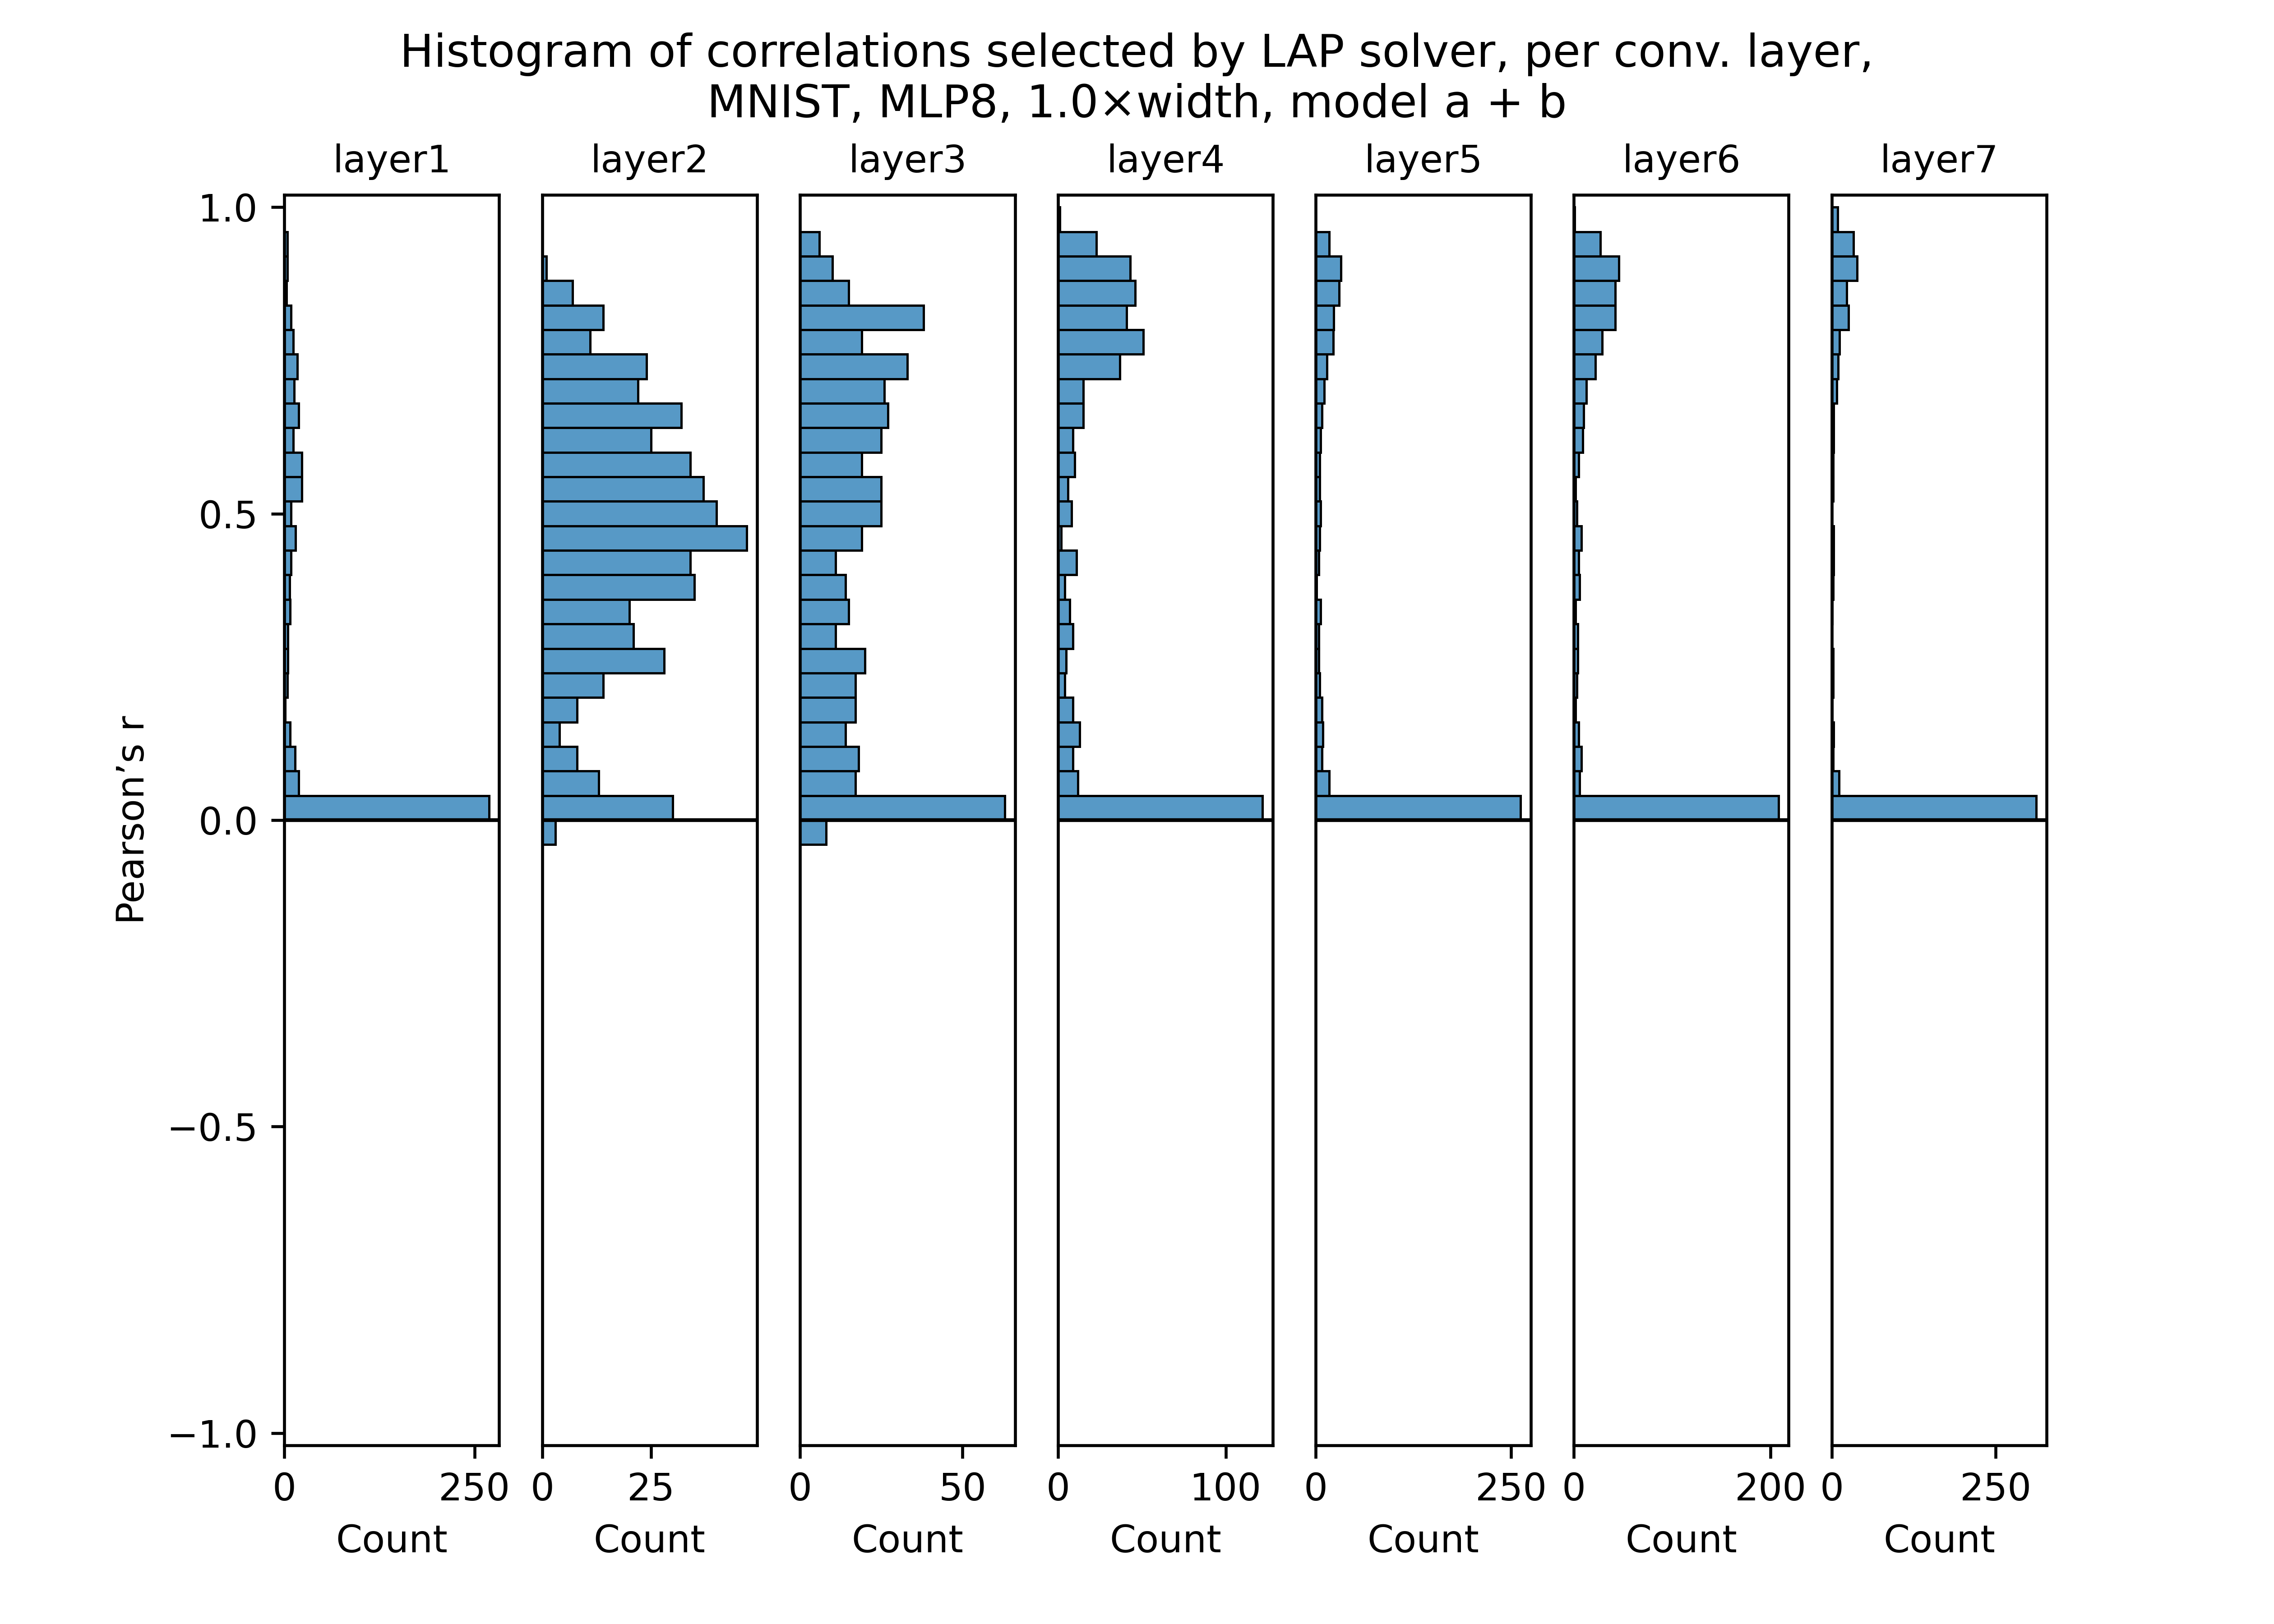 Histogram of correlations selected by LAP solver, per conv. layer,
MNIST, MLP8, 1.0×width, model a + b
layer1 layer2 layer3 layer4 layer5 layer6 layer7
1.0
0.5
0.0
−0.5
−1.0
Pearson’s r
0 250 0 25 0 50 0 100 0 250 0 200 0 250
Count Count Count Count Count Count Count